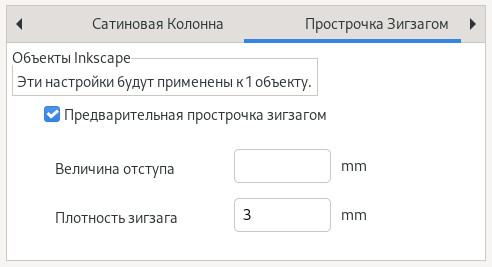 Сатиновая Колонна Прострочка Зигзагом
Объекты Inkscape
Эти настройки будут применены к 1 объекту.
Предварительная прострочка зигзагом
Величина отступа mm
Плотность зигзага 3 mm